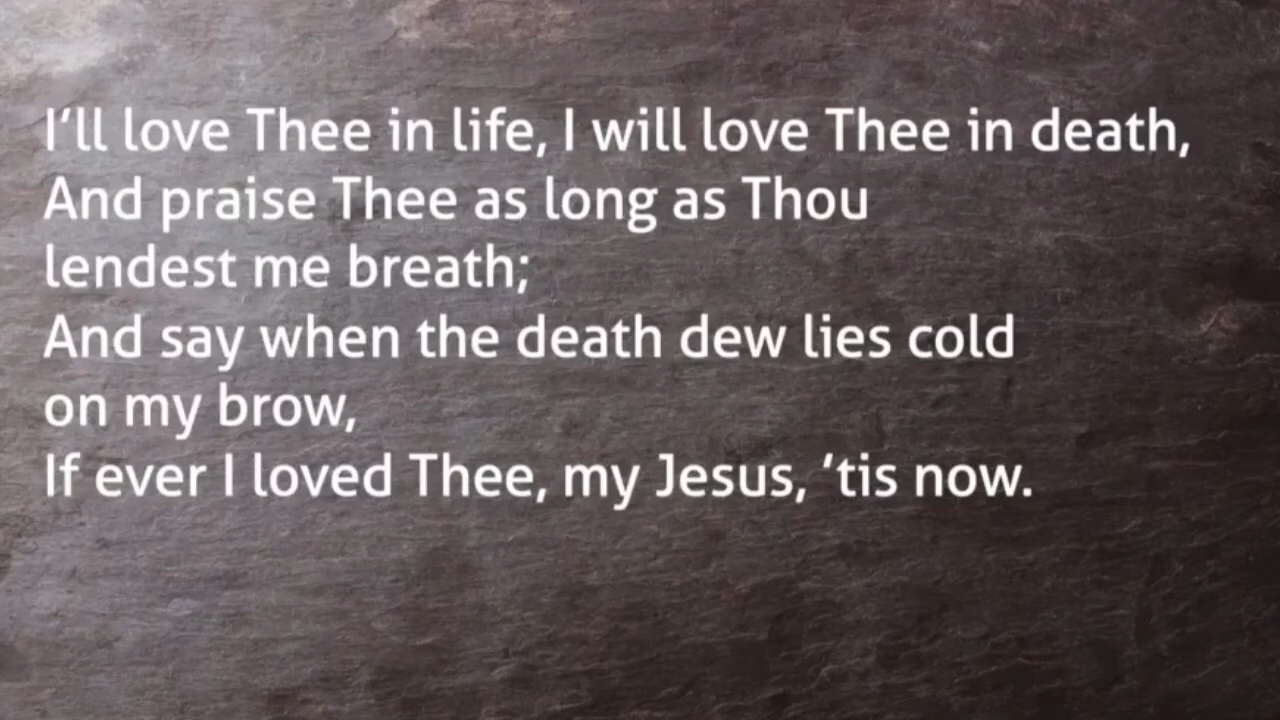 I’ll love Thee in life, I will love Thee in death,
And praise Thee as long as Thou
lendest me breath;
And say when the death dew lies cold
on my brow,
If ever I loved Thee, my Jesus, ’tis now.